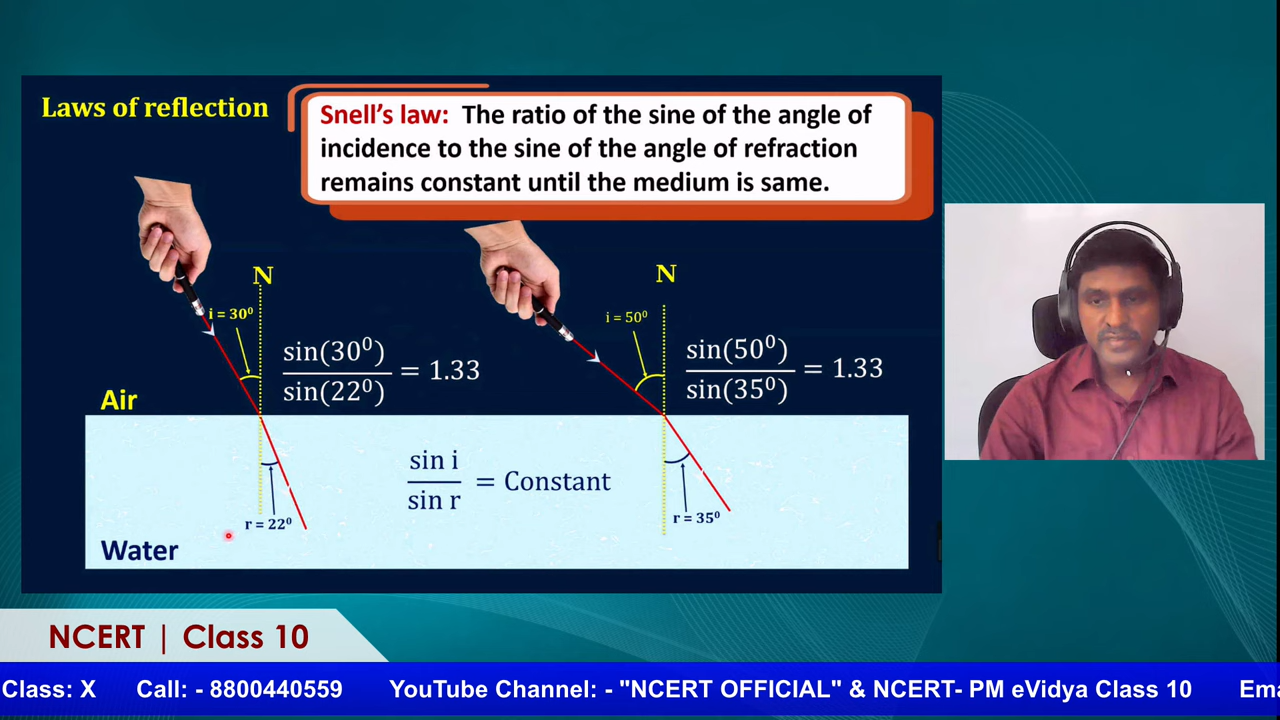 Laws of reflection
Snell's law: The ratio of the sine of the angle of
incidence to the sine of the angle of refraction
remains constant until the medium is same.
N
i = 30⁰
sin(30⁰)
sin(22⁰)
= 1.33
N
i = 50⁰
sin(50⁰)
sin(35⁰)
= 1.33
Air
sin i
sin r
= Constant
r = 22⁰
r = 35⁰
Water
NCERT | Class 10
Class: X Call: - 8800440559 YouTube Channel: - "NCERT OFFICIAL" & NCERT- PM eVidya Class 10 Ema